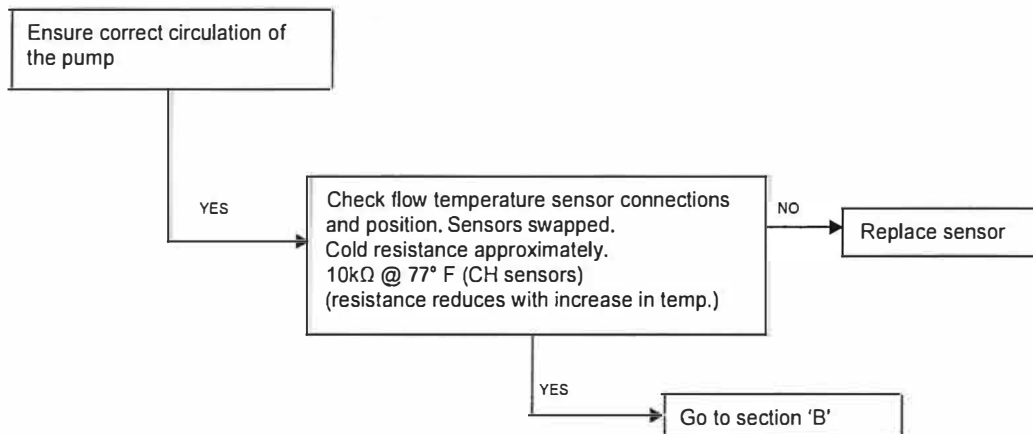 Ensure correct circulation of
the pump
YES
Check flow temperature sensor connections
and position. Sensors swapped.
Cold resistance approximately.
10kΩ @ 77° F (CH sensors)
(resistance reduces with increase in temp.)
NO
Replace sensor
YES
Go to section 'B'